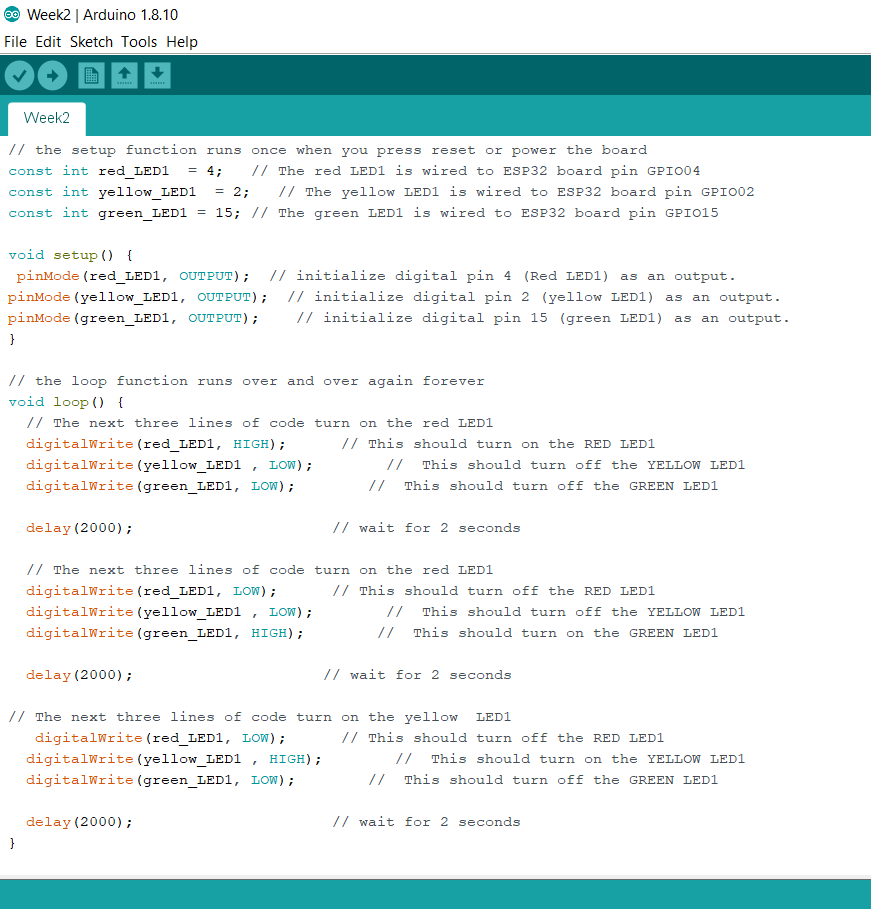 Week2 | Arduino 1.8.10
File Edit Sketch Tools Help
Week2
// the setup function runs once when you press reset or power the board
const int red_LED1  = 4;   // The red LED1 is wired to ESP32 board pin GPIO04
const int yellow_LED1  = 2;   // The yellow LED1 is wired to ESP32 board pin GPIO02
const int green_LED1 = 15; // The green LED1 is wired to ESP32 board pin GPIO15
void setup() {
 pinMode(red_LED1, OUTPUT);  // initialize digital pin 4 (Red LED1) as an output.
pinMode(yellow_LED1, OUTPUT);  // initialize digital pin 2 (yellow LED1) as an output.
pinMode(green_LED1, OUTPUT);    // initialize digital pin 15 (green LED1) as an output.
}
// the loop function runs over and over again forever
void loop() {
  // The next three lines of code turn on the red LED1
  digitalWrite(red_LED1, HIGH);      // This should turn on the RED LED1
  digitalWrite(yellow_LED1 , LOW);        //  This should turn off the YELLOW LED1
  digitalWrite(green_LED1, LOW);        //  This should turn off the GREEN LED1
  delay(2000);                      // wait for 2 seconds
  // The next three lines of code turn on the red LED1
  digitalWrite(red_LED1, LOW);      // This should turn off the RED LED1
  digitalWrite(yellow_LED1 , LOW);        //  This should turn off the YELLOW LED1
  digitalWrite(green_LED1, HIGH);        //  This should turn on the GREEN LED1
  delay(2000);                     // wait for 2 seconds
// The next three lines of code turn on the yellow  LED1
   digitalWrite(red_LED1, LOW);      // This should turn off the RED LED1
  digitalWrite(yellow_LED1 , HIGH);        //  This should turn on the YELLOW LED1
  digitalWrite(green_LED1, LOW);        //  This should turn off the GREEN LED1
  delay(2000);                      // wait for 2 seconds
}